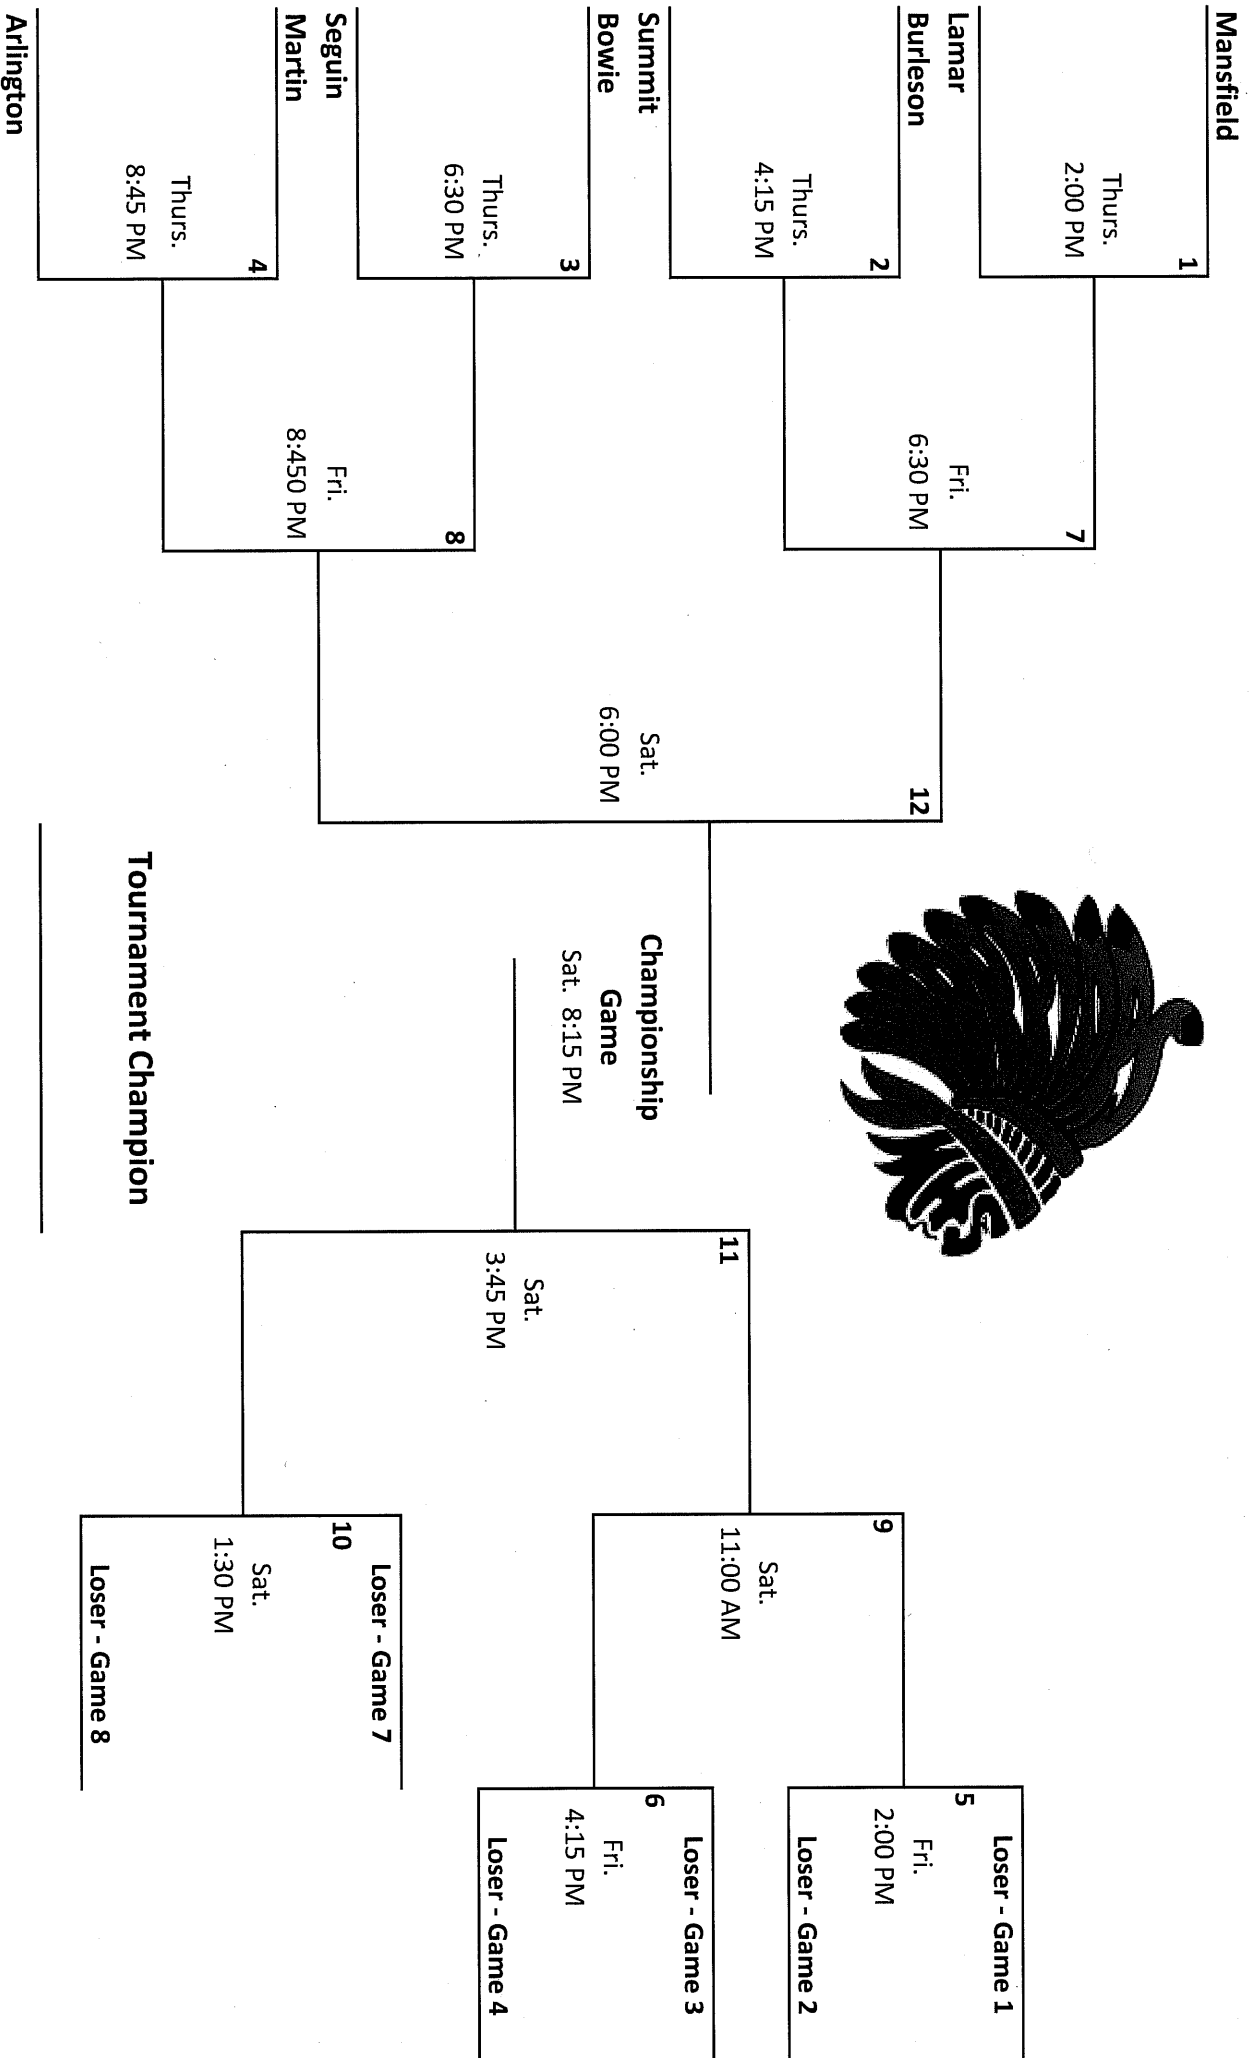 Mansfield
1
Thurs.
2:00 PM
Lamar
Burleson
2
Thurs.
4:15 PM
Summit
Bowie
3
Thurs.
6:30 PM
Seguin
Martin
4
Thurs.
8:45 PM
Arlington
7
Fri.
6:30 PM
8
Fri.
8:450 PM
12
Sat.
6:00 PM
Championship
Game
Sat. 8:15 PM
Tournament Champion
11
Sat.
3:45 PM
9
Sat.
11:00 AM
10
Loser - Game 7
Sat.
1:30 PM
Loser - Game 8
5
Loser - Game 1
Fri.
2:00 PM
Loser - Game 2
6
Loser - Game 3
Fri.
4:15 PM
Loser - Game 4